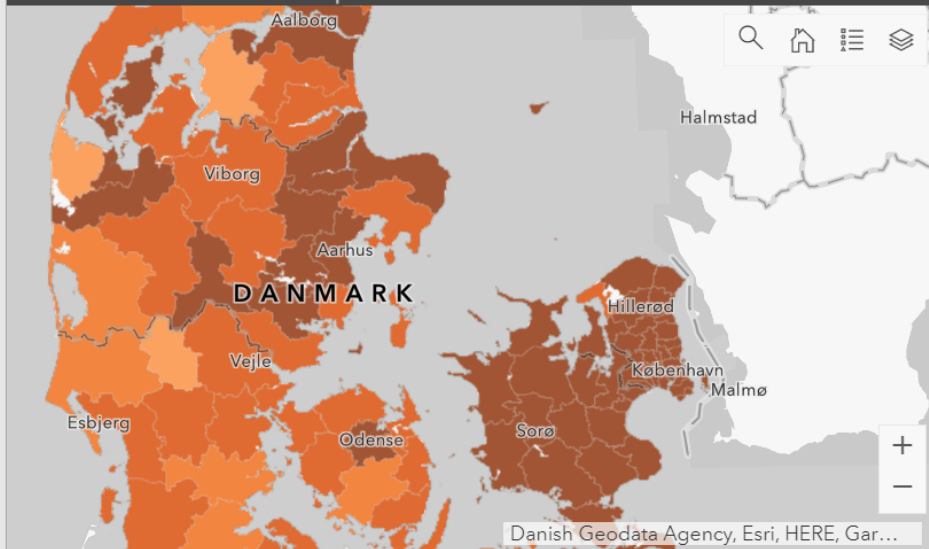 Aalborg
Halmstad
Viborg
Aarhus
DANMARK
Hillerød
Vejle
København
Malmø
Esbjerg
Odense
Sorø
+
−
Danish Geodata Agency, Esri, HERE, Gar...